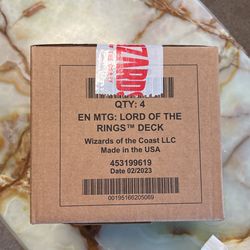 WIZARDS
QTY: 4
EN MTG: LORD OF THE
RINGS™ DECK
Wizards of the Coast LLC
Made in the USA
453199619
Date 02/2023
00195166205069